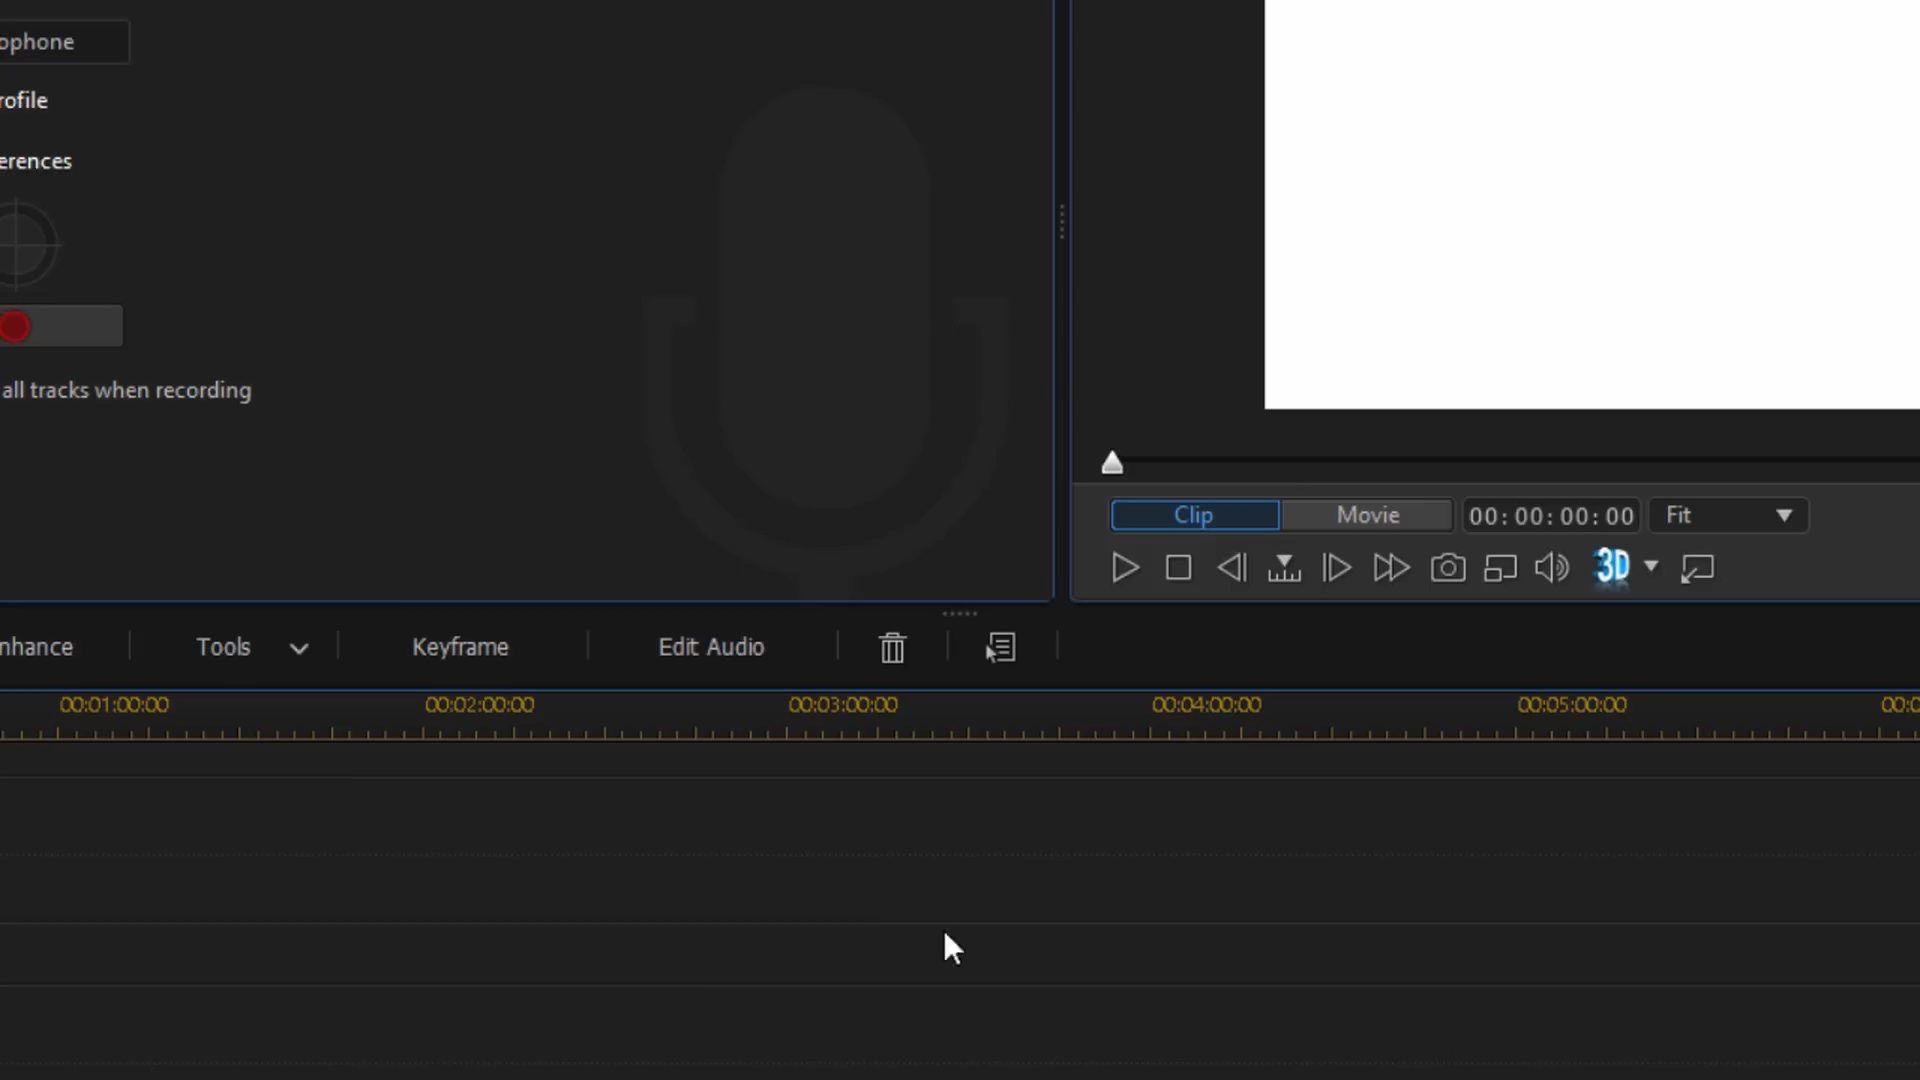 ophone
rofile
erences
all tracks when recording
Clip Movie 00:00:00:00 Fit
3D
nhance Tools Keyframe Edit Audio
00:01:00:00 00:02:00:00 00:03:00:00 00:04:00:00 00:05:00:00 00:0